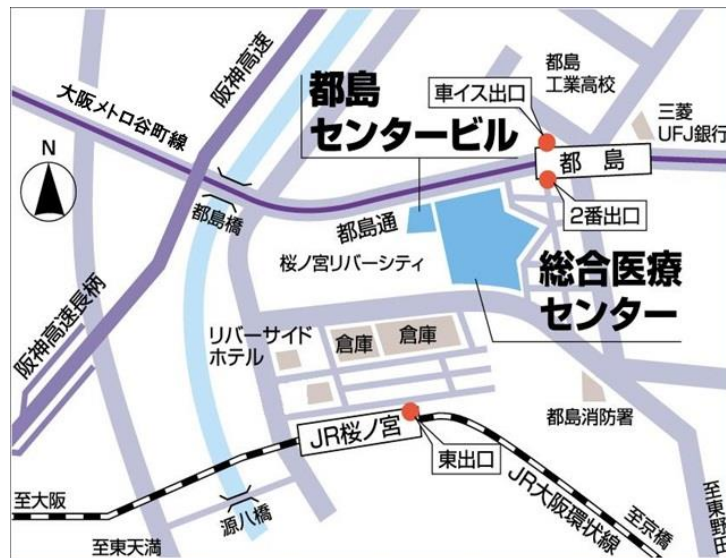 阪神高速
大阪メトロ谷町線
都島
センタービル
都島
工業高校
車イス出口
三菱
UFJ銀行
N
都島
2番出口
都島橋
都島通
桜ノ宮リバーシティ
総合医療
センター
阪神高速長柄
リバーサイド
ホテル
倉庫
倉庫
都島消防署
JR桜ノ宮
東出口
JR大阪環状線
至大阪
源八橋
至東天満
至京橋
至東野田